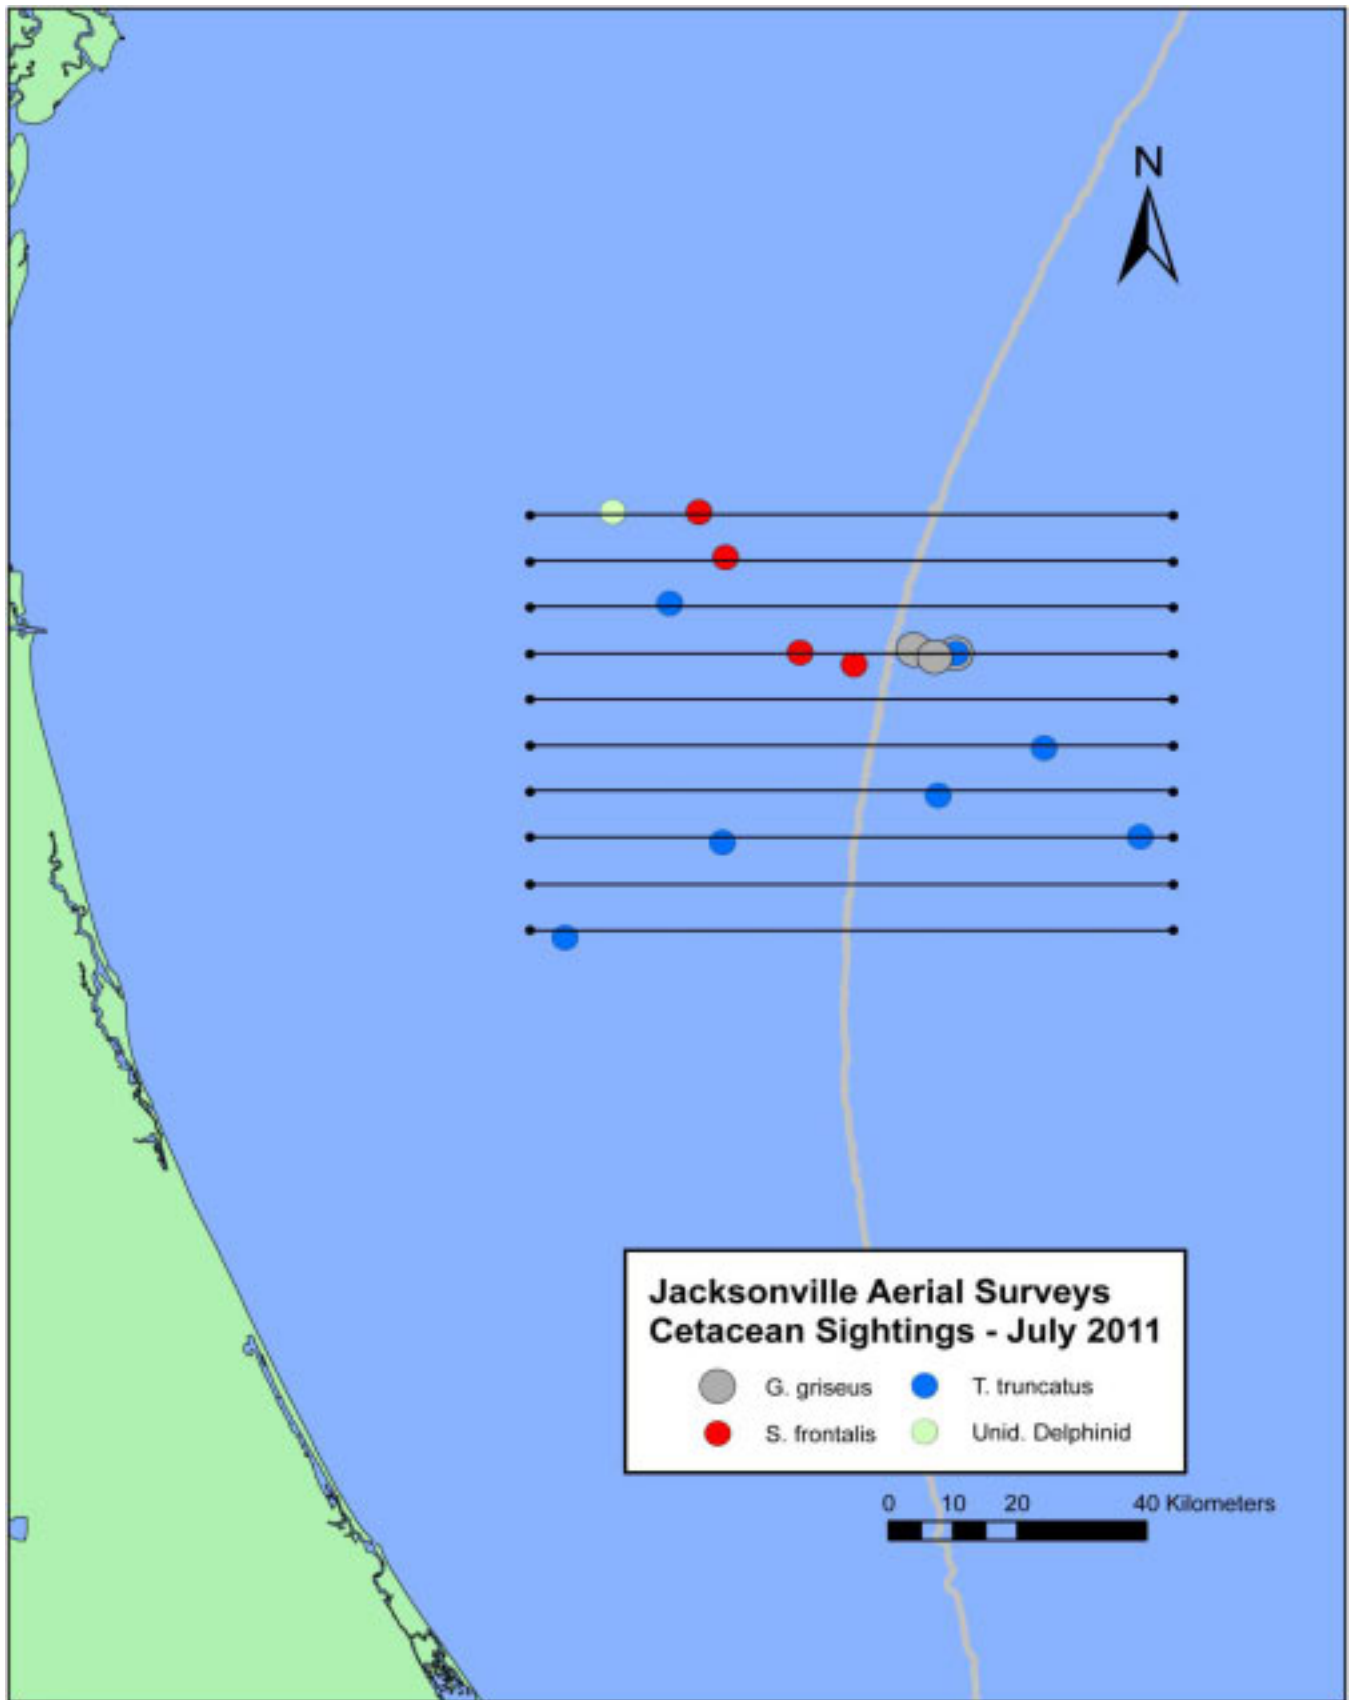 N
Jacksonville Aerial Surveys
Cetacean Sightings - July 2011
G. griseus T. truncatus
S. frontalis Unid. Delphinid
0 10 20 40 Kilometers